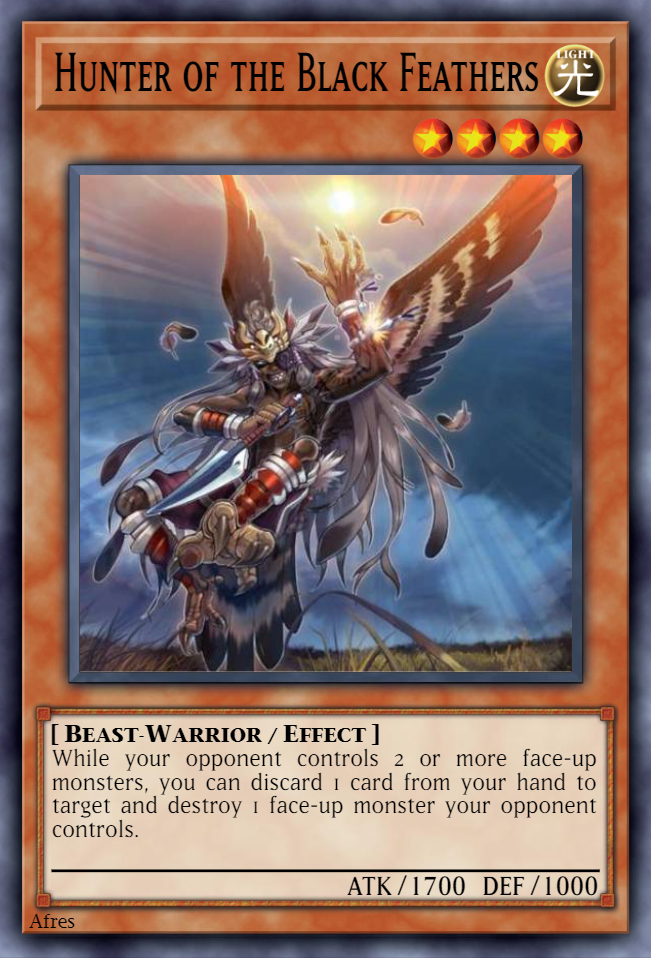 Hunter of the Black Feathers
LIGHT
光
[ Beast-Warrior / Effect ]
While your opponent controls 2 or more face-up
monsters, you can discard 1 card from your hand to
target and destroy 1 face-up monster your opponent
controls.
ATK / 1700 DEF / 1000
Afres